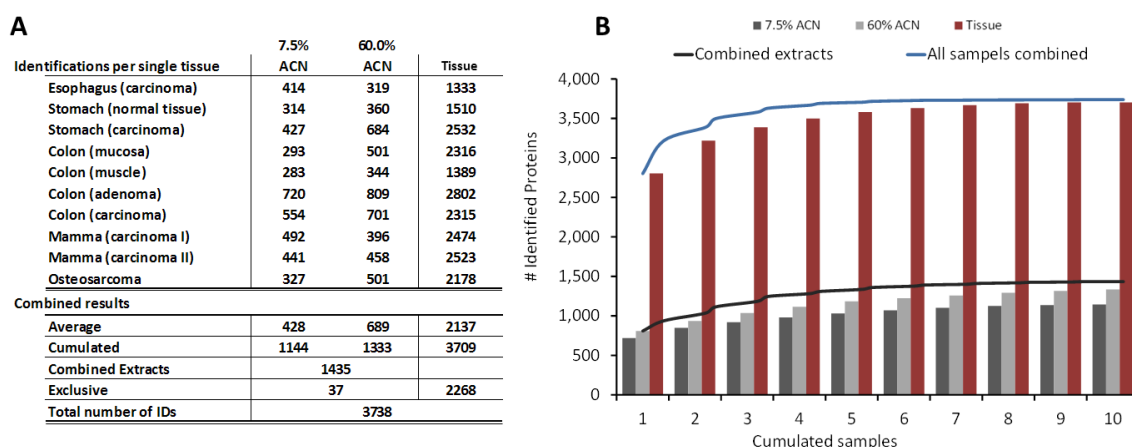 A
7.5% 60.0%
Identifications per single tissue ACN ACN Tissue
Esophagus (carcinoma) 414 319 1333
Stomach (normal tissue) 314 360 1510
Stomach (carcinoma) 427 684 2532
Colon (mucosa) 293 501 2316
Colon (muscle) 283 344 1389
Colon (adenoma) 720 809 2802
Colon (carcinoma) 554 701 2315
Mamma (carcinoma I) 492 396 2474
Mamma (carcinoma II) 441 458 2523
Osteosarcoma 327 501 2178
Combined results
Average 428 689 2137
Cumulated 1144 1333 3709
Combined Extracts 1435
Exclusive 37 2268
Total number of IDs 3738
B
7.5% ACN 60% ACN Tissue
Combined extracts All sampels combined
# Identified Proteins
4,000
3,500
3,000
2,500
2,000
1,500
1,000
500
0
1 2 3 4 5 6 7 8 9 10
Cumulated samples